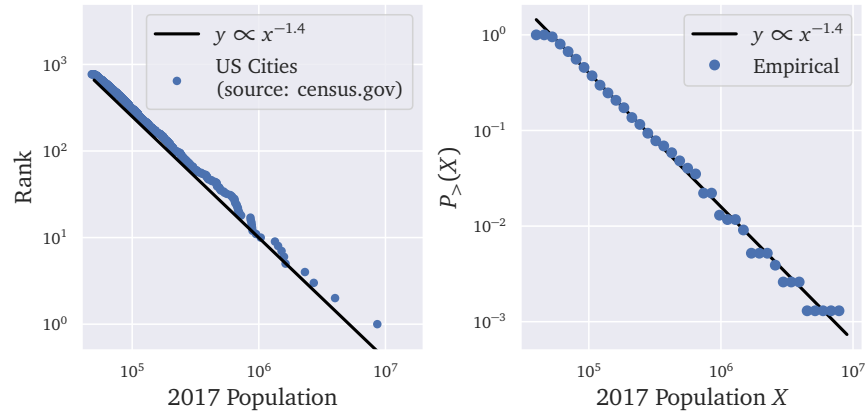 y ∝ x^{−1.4}
US Cities
(source: census.gov)
Rank
10^3
10^2
10^1
10^0
10^5
10^6
10^7
2017 Population
y ∝ x^{−1.4}
Empirical
P_>(X)
10^0
10^{−1}
10^{−2}
10^{−3}
10^5
10^6
10^7
2017 Population X